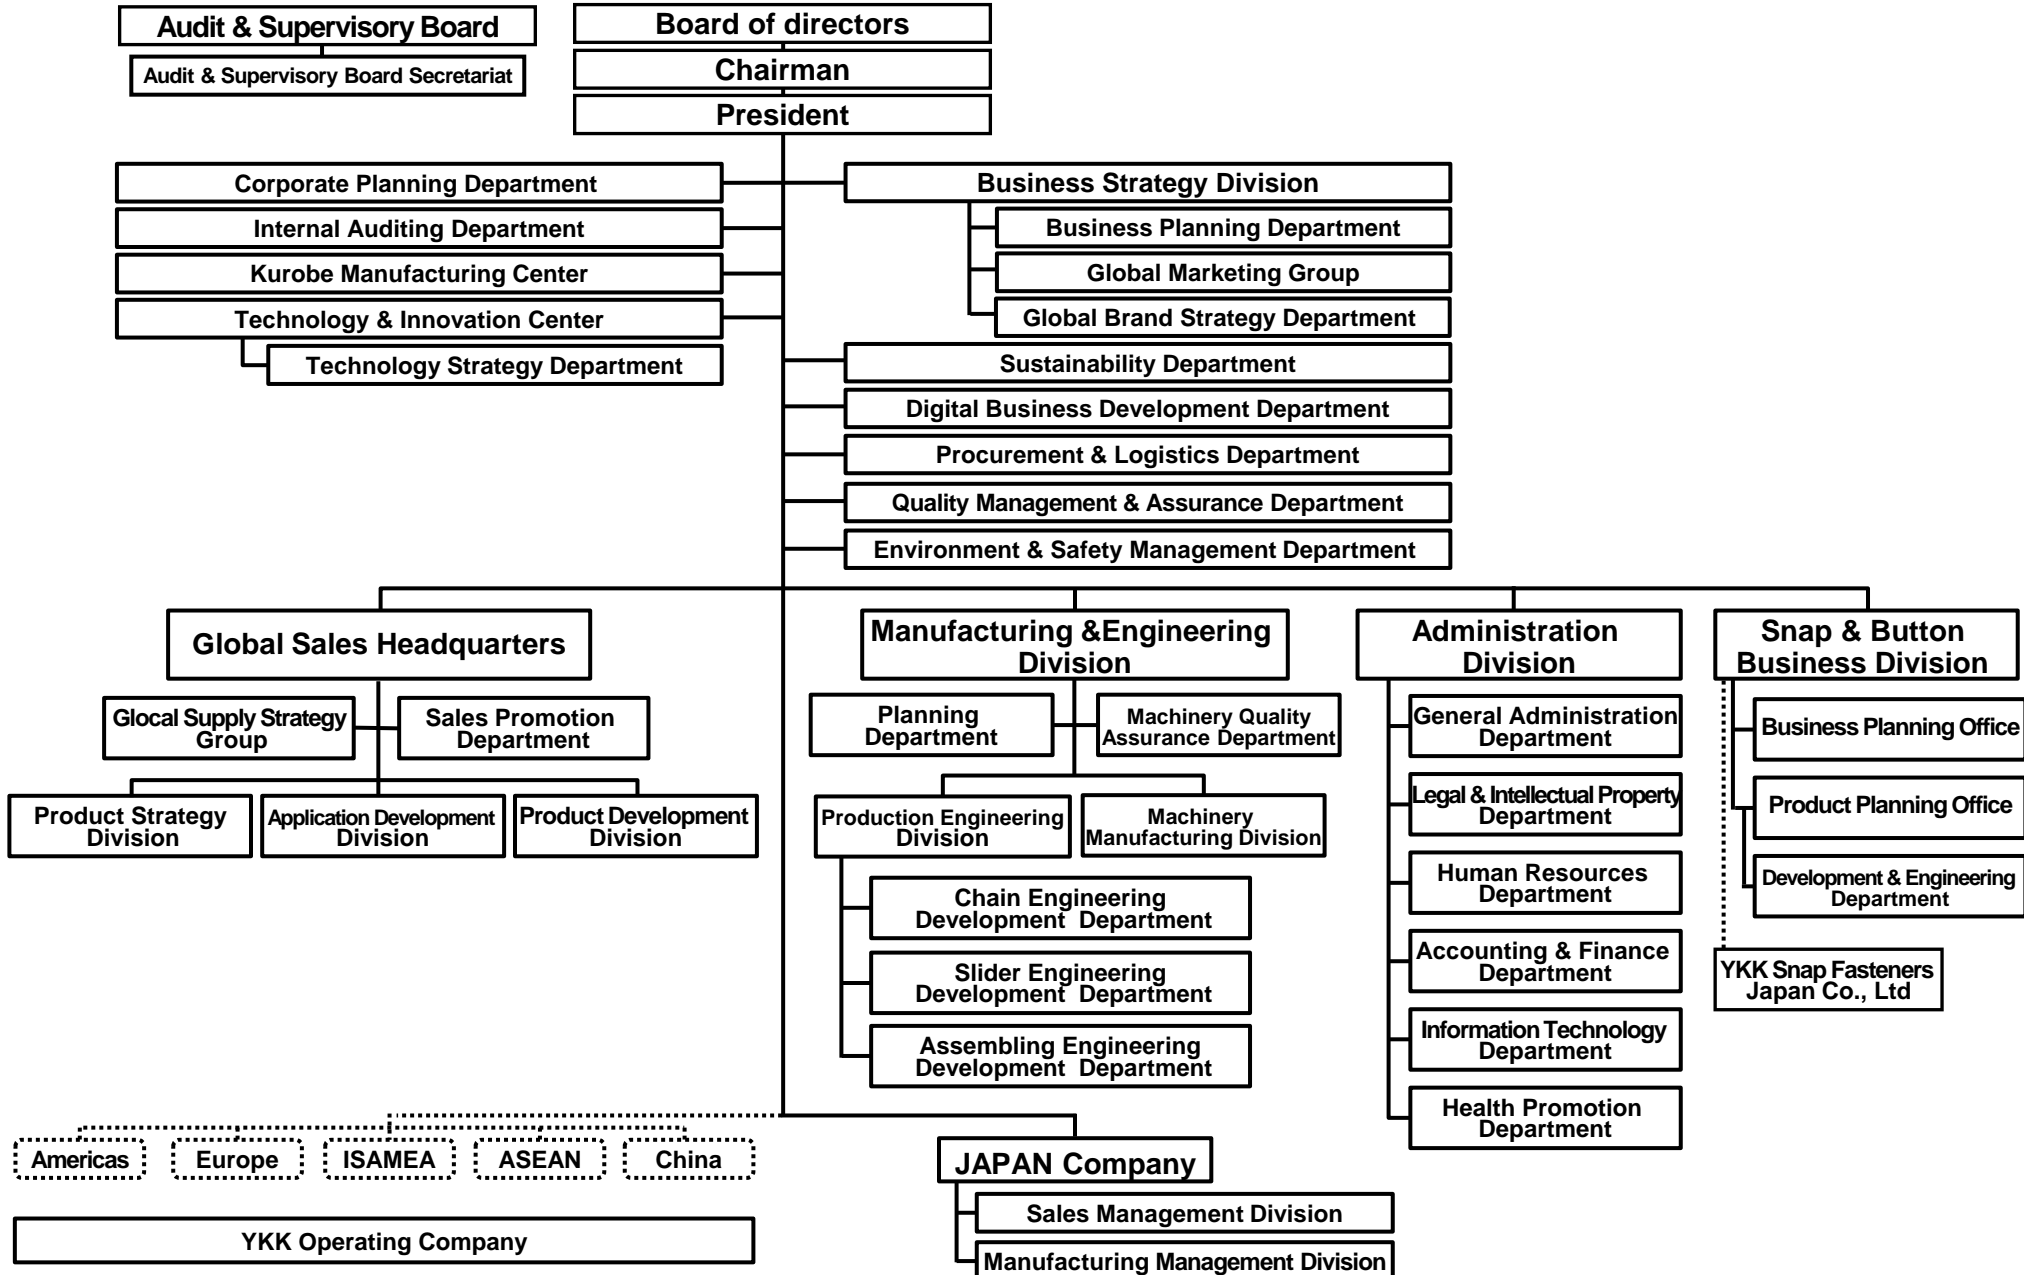 Audit & Supervisory Board
Audit & Supervisory Board Secretariat
Board of directors
Chairman
President
Corporate Planning Department
Internal Auditing Department
Kurobe Manufacturing Center
Technology & Innovation Center
Technology Strategy Department
Business Strategy Division
Business Planning Department
Global Marketing Group
Global Brand Strategy Department
Sustainability Department
Digital Business Development Department
Procurement & Logistics Department
Quality Management & Assurance Department
Environment & Safety Management Department
Global Sales Headquarters
Glocal Supply Strategy
Group
Sales Promotion
Department
Product Strategy
Division
Application Development
Division
Product Development
Division
Manufacturing &Engineering
Division
Planning
Department
Machinery Quality
Assurance Department
Production Engineering
Division
Machinery
Manufacturing Division
Chain Engineering
Development Department
Slider Engineering
Development Department
Assembling Engineering
Development Department
Administration
Division
General Administration
Department
Legal & Intellectual Property
Department
Human Resources
Department
Accounting & Finance
Department
Information Technology
Department
Health Promotion
Department
Snap & Button
Business Division
Business Planning Office
Product Planning Office
Development & Engineering
Department
YKK Snap Fasteners
Japan Co., Ltd
Americas
Europe
ISAMEA
ASEAN
China
YKK Operating Company
JAPAN Company
Sales Management Division
Manufacturing Management Division